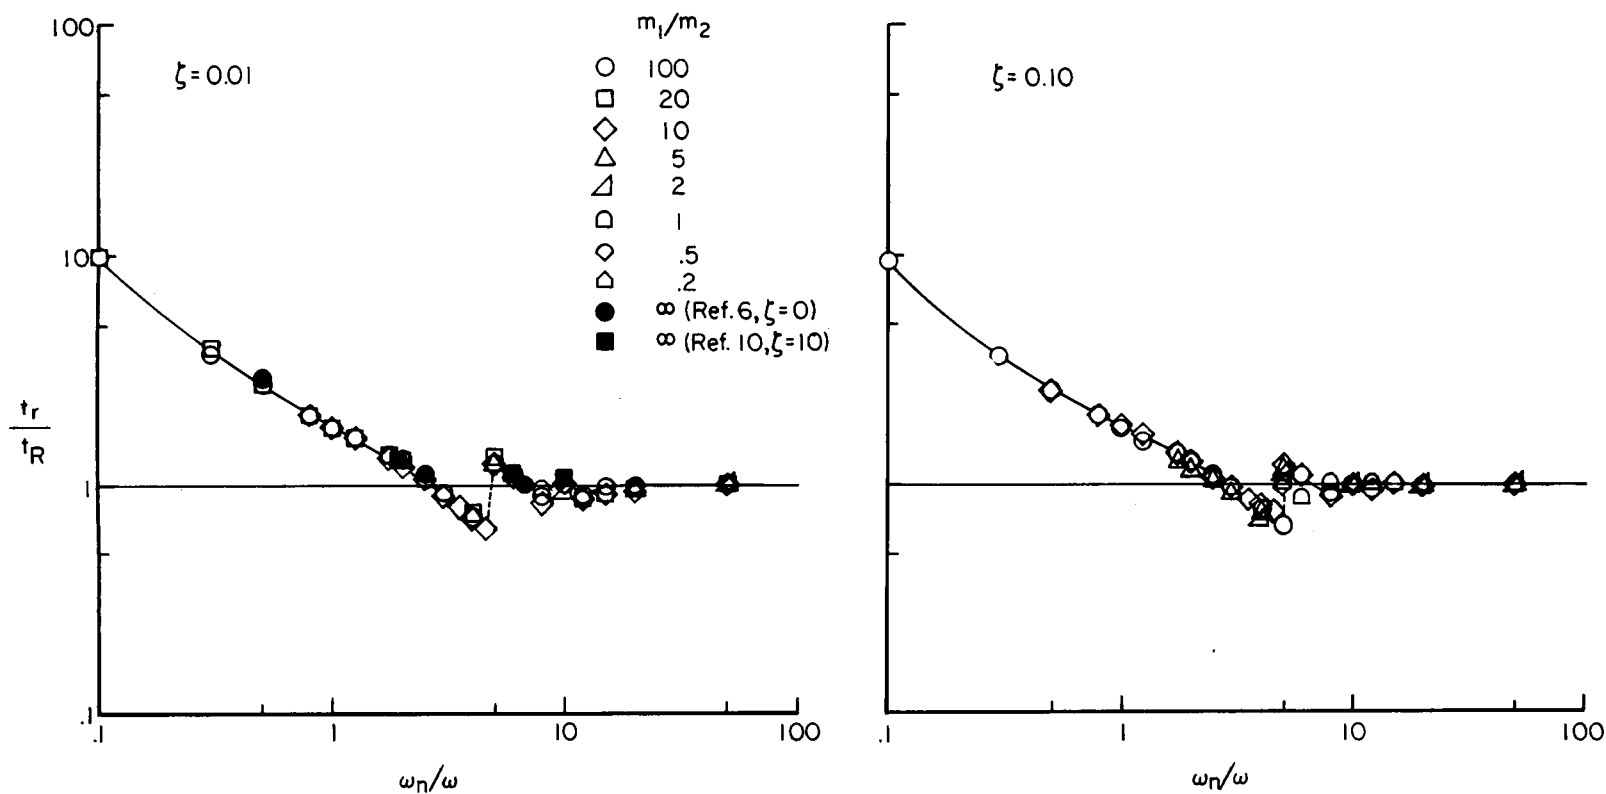 m₁/m₂
ζ = 0.01
○ 100
□ 20
◇ 10
△ 5
2
1
.5
.2
● ∞ (Ref. 6, ζ=0)
■ ∞ (Ref. 10, ζ=10)
tr
tR
100
10
1
.1
.1 1 10 100
ωn/ω
ζ = 0.10
.1 1 10 100
ωn/ω